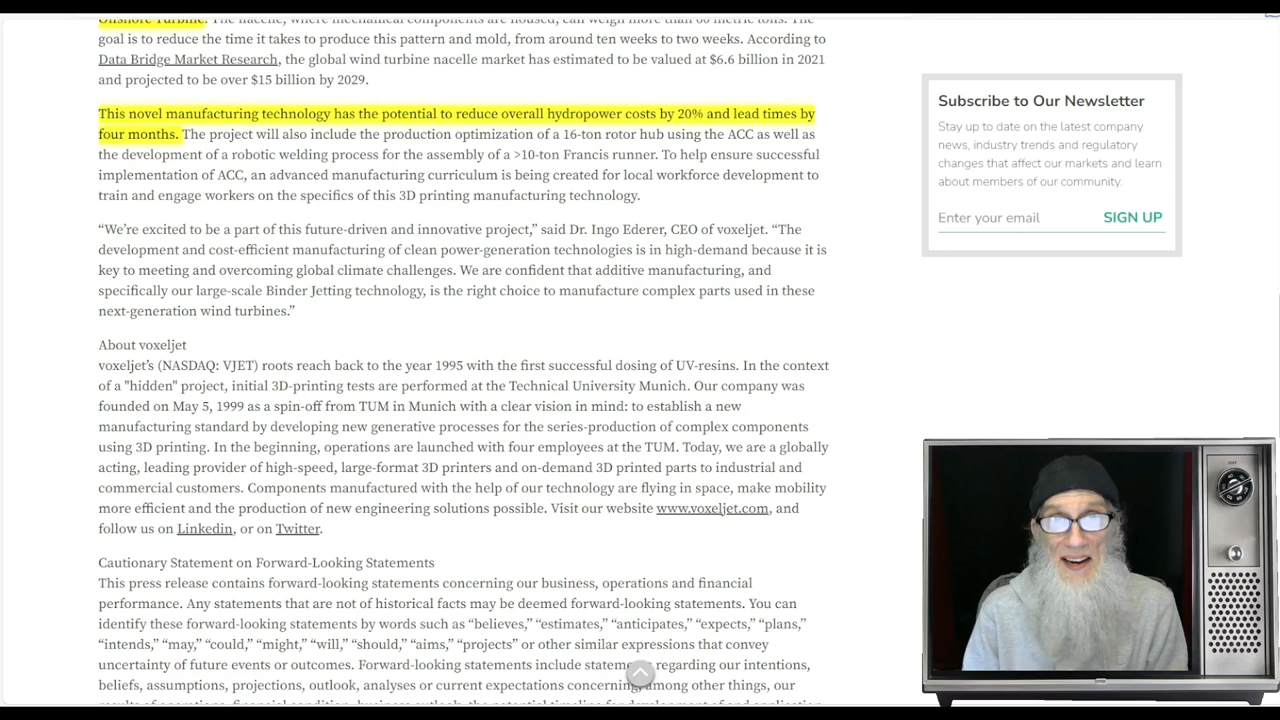 Offshore Turbine. The nacelle, where mechanical components are housed, can weigh more than 60 metric tons. The
goal is to reduce the time it takes to produce this pattern and mold, from around ten weeks to two weeks. According to
Data Bridge Market Research, the global wind turbine nacelle market has estimated to be valued at $6.6 billion in 2021
and projected to be over $15 billion by 2029.
This novel manufacturing technology has the potential to reduce overall hydropower costs by 20% and lead times by
four months. The project will also include the production optimization of a 16-ton rotor hub using the ACC as well as
the development of a robotic welding process for the assembly of a >10-ton Francis runner. To help ensure successful
implementation of ACC, an advanced manufacturing curriculum is being created for local workforce development to
train and engage workers on the specifics of this 3D printing manufacturing technology.
“We’re excited to be a part of this future-driven and innovative project,” said Dr. Ingo Ederer, CEO of voxeljet. “The
development and cost-efficient manufacturing of clean power-generation technologies is in high-demand because it is
key to meeting and overcoming global climate challenges. We are confident that additive manufacturing, and
specifically our large-scale Binder Jetting technology, is the right choice to manufacture complex parts used in these
next-generation wind turbines.”
About voxeljet
voxeljet’s (NASDAQ: VJET) roots reach back to the year 1995 with the first successful dosing of UV-resins. In the context
of a "hidden" project, initial 3D-printing tests are performed at the Technical University Munich. Our company was
founded on May 5, 1999 as a spin-off from TUM in Munich with a clear vision in mind: to establish a new
manufacturing standard by developing new generative processes for the series-production of complex components
using 3D printing. In the beginning, operations are launched with four employees at the TUM. Today, we are a globally
acting, leading provider of high-speed, large-format 3D printers and on-demand 3D printed parts to industrial and
commercial customers. Components manufactured with the help of our technology are flying in space, make mobility
more efficient and the production of new engineering solutions possible. Visit our website www.voxeljet.com, and
follow us on Linkedin, or on Twitter.
Cautionary Statement on Forward-Looking Statements
This press release contains forward-looking statements concerning our business, operations and financial
performance. Any statements that are not of historical facts may be deemed forward-looking statements. You can
identify these forward-looking statements by words such as “believes,” “estimates,” “anticipates,” “expects,” “plans,”
“intends,” “may,” “could,” “might,” “will,” “should,” “aims,” “projects” or other similar expressions that convey
uncertainty of future events or outcomes. Forward-looking statements include statements regarding our intentions,
beliefs, assumptions, projections, outlook, analyses or current expectations concerning, among other things, our
Subscribe to Our Newsletter
Stay up to date on the latest company
news, industry trends and regulatory
changes that affect our markets and learn
about members of our community.
Enter your email SIGN UP